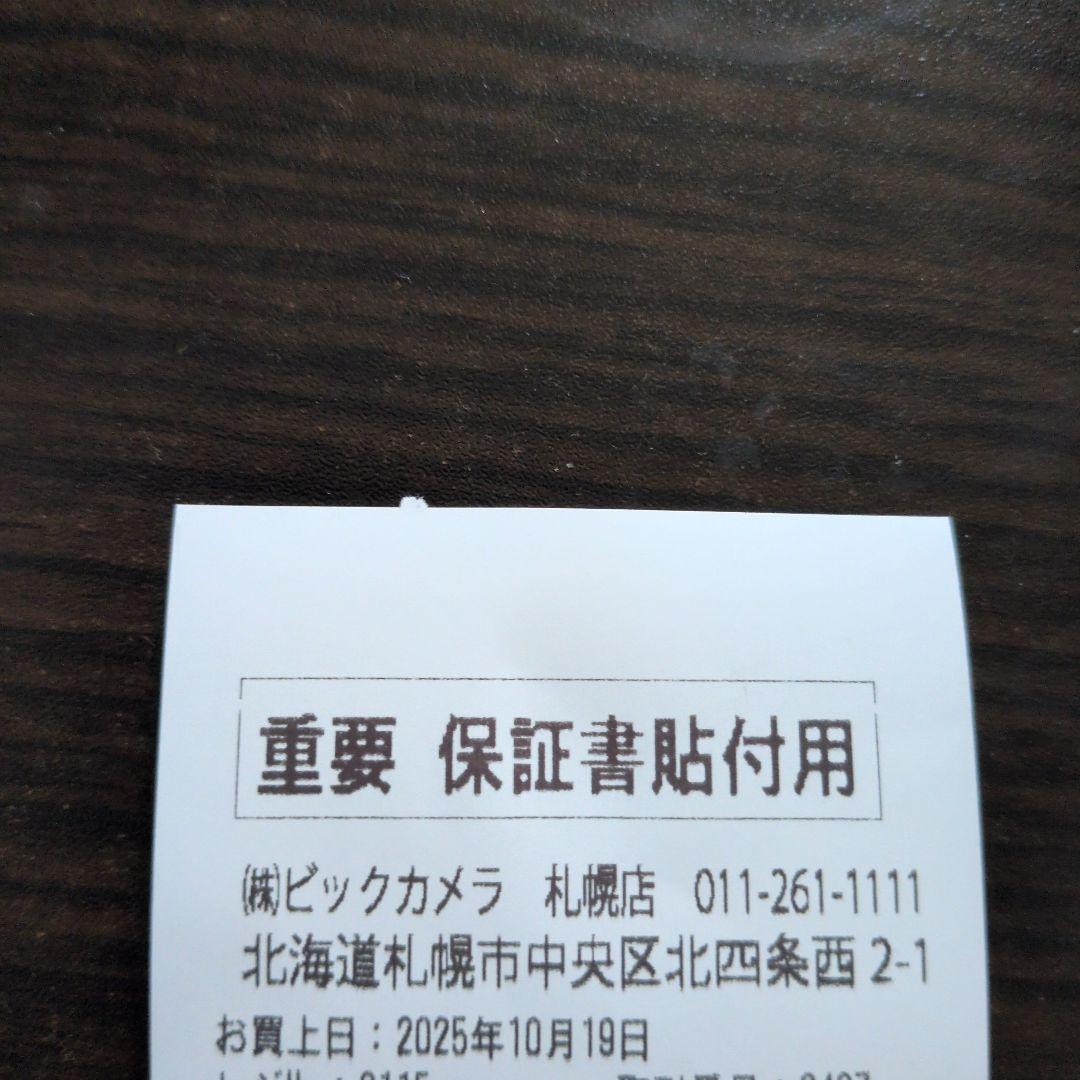 重要 保証書貼付用
㈱ビックカメラ 札幌店 011-261-1111
北海道札幌市中央区北四条西2-1
お買上日：2025年10月19日